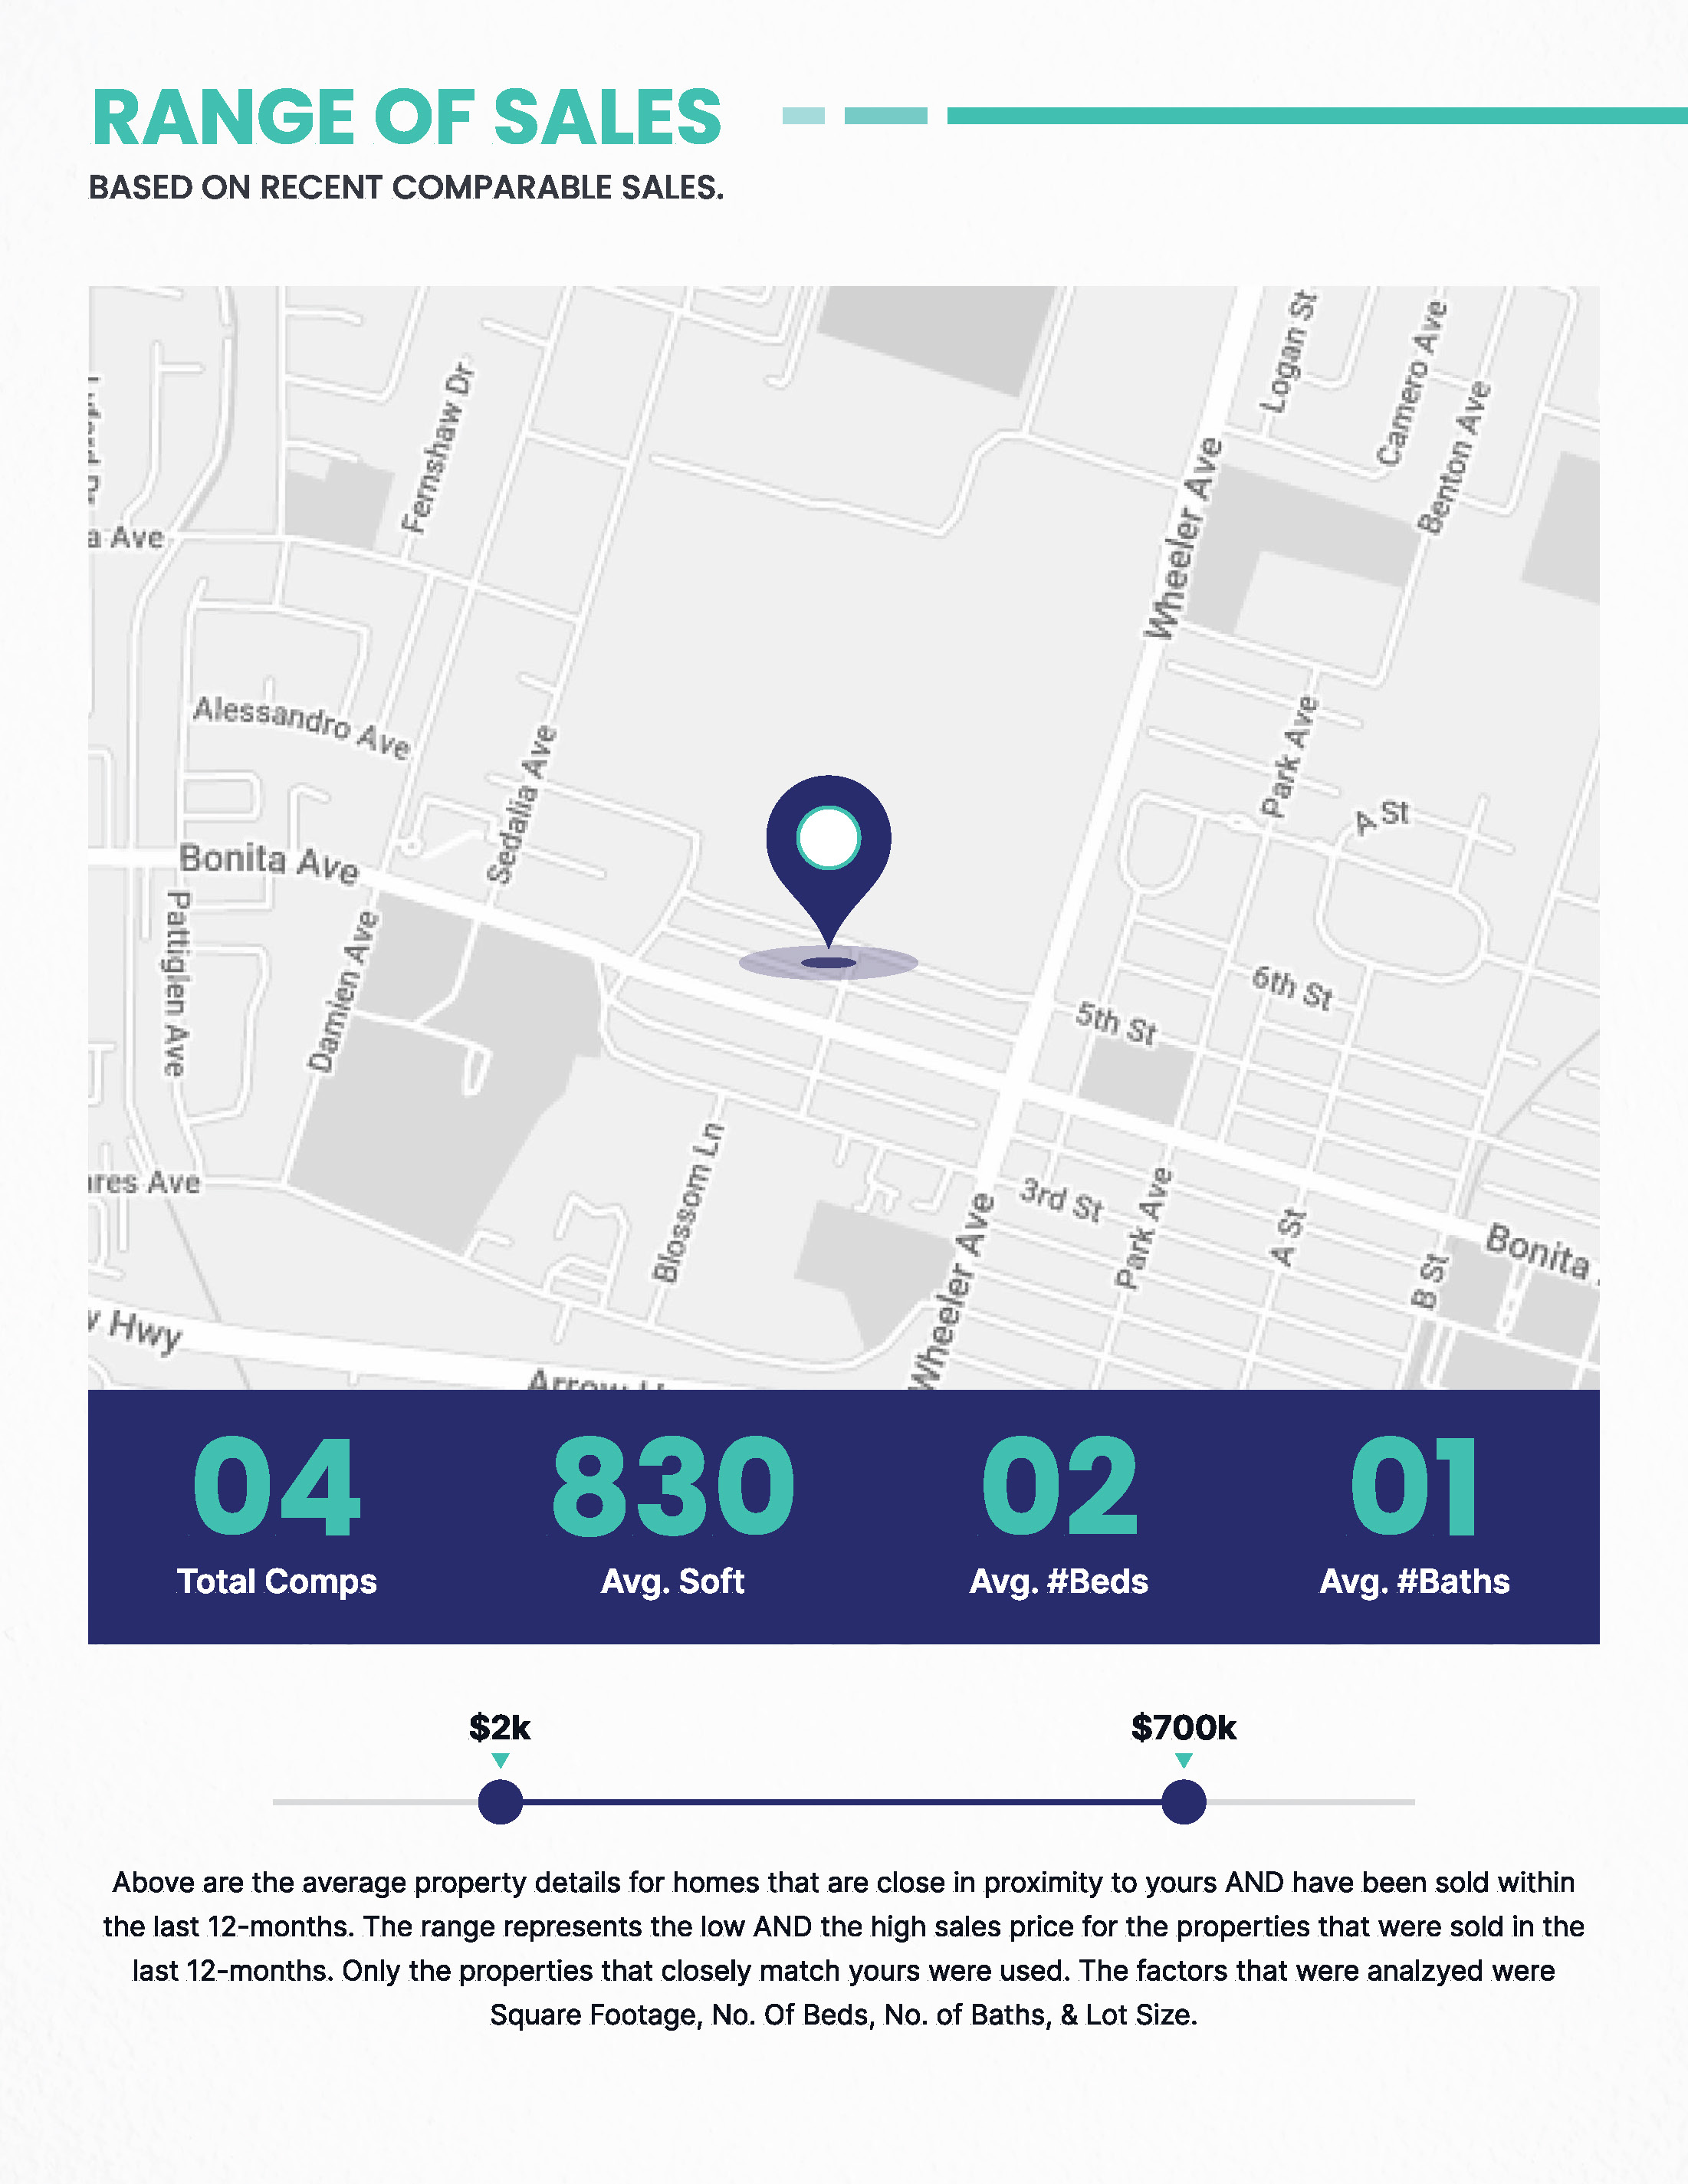 RANGE OF SALES
BASED ON RECENT COMPARABLE SALES.
Logan St
Camero Ave
Benton Ave
Fernshaw Dr
Wheeler Ave
a Ave
Alessandro Ave
Sedalia Ave
Park Ave
A St
Bonita Ave
Pattiglen Ave
Damien Ave
6th St
5th St
Blossom Ln
3rd St
Park Ave
A St
B St
Bonita
res Ave
Wheeler Ave
Hwy
04
830
02
01
Total Comps
Avg. Soft
Avg. #Beds
Avg. #Baths
$2k
$700k
Above are the average property details for homes that are close in proximity to yours AND have been sold within
the last 12-months. The range represents the low AND the high sales price for the properties that were sold in the
last 12-months. Only the properties that closely match yours were used. The factors that were analzyed were
Square Footage, No. Of Beds, No. of Baths, & Lot Size.